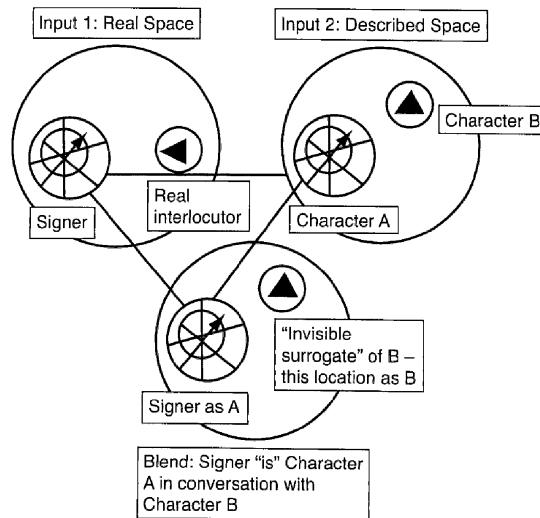 Input 1: Real Space
Input 2: Described Space
Character B
Real
interlocutor
Signer
Character A
“Invisible
surrogate” of B –
this location as B
Signer as A
Blend: Signer “is” Character
A in conversation with
Character B